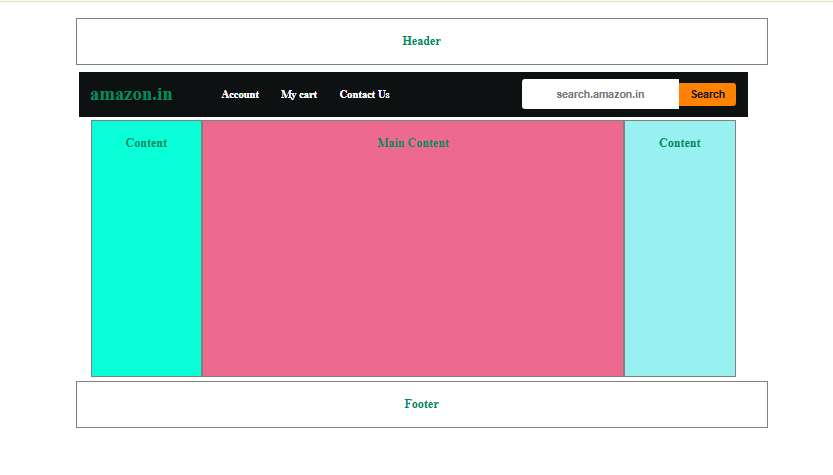 Header
amazon.in Account My cart Contact Us search.amazon.in Search
Content Main Content Content
Footer